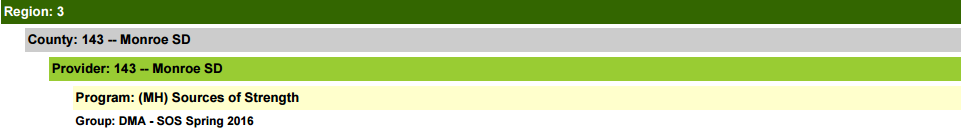 Region: 3
County: 143 -- Monroe SD
Provider: 143 -- Monroe SD
Program: (MH) Sources of Strength
Group: DMA - SOS Spring 2016